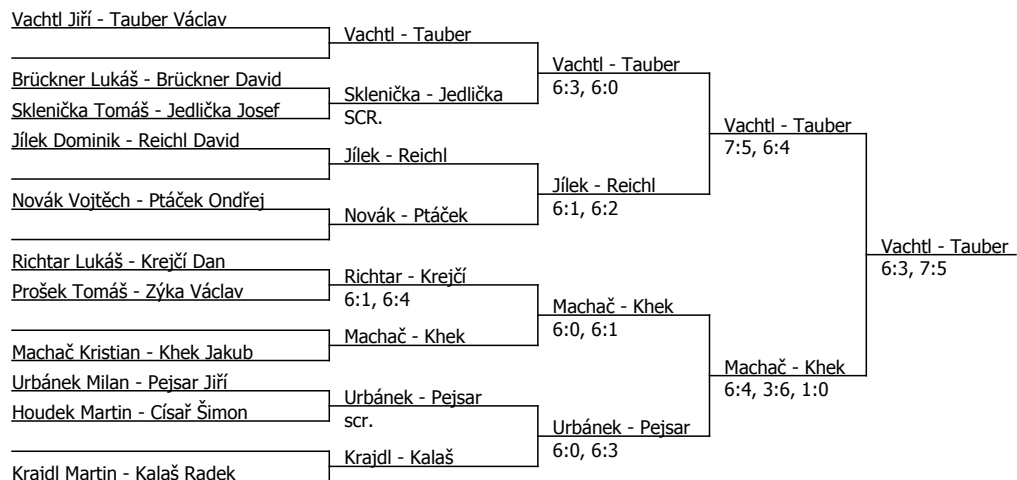 Vachtl Jiří - Tauber Václav
Brückner Lukáš - Brückner David
Sklenička Tomáš - Jedlička Josef
Jílek Dominik - Reichl David
Novák Vojtěch - Ptáček Ondřej
Richtar Lukáš - Krejčí Dan
Prošek Tomáš - Zýka Václav
Machač Kristian - Khek Jakub
Urbánek Milan - Pejsar Jiří
Houdek Martin - Císař Šimon
Krajdl Martin - Kalaš Radek
Vachtl - Tauber
Sklenička - Jedlička
SCR.
Jílek - Reichl
Novák - Ptáček
Richtar - Krejčí
6:1, 6:4
Machač - Khek
Urbánek - Pejsar
scr.
Krajdl - Kalaš
Vachtl - Tauber
6:3, 6:0
Jílek - Reichl
6:1, 6:2
Machač - Khek
6:0, 6:1
Urbánek - Pejsar
6:0, 6:3
Vachtl - Tauber
7:5, 6:4
Machač - Khek
6:4, 3:6, 1:0
Vachtl - Tauber
6:3, 7:5